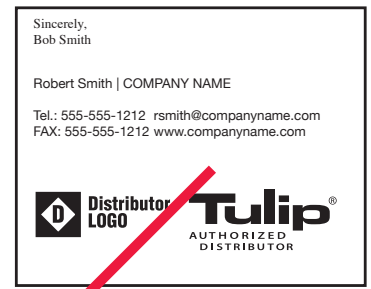 Sincerely,
Bob Smith
Robert Smith | COMPANY NAME
Tel.: 555-555-1212 rsmith@companyname.com
FAX: 555-555-1212 www.companyname.com
D
Distributor
LOGO
Tulip®
AUTHORIZED
DISTRIBUTOR